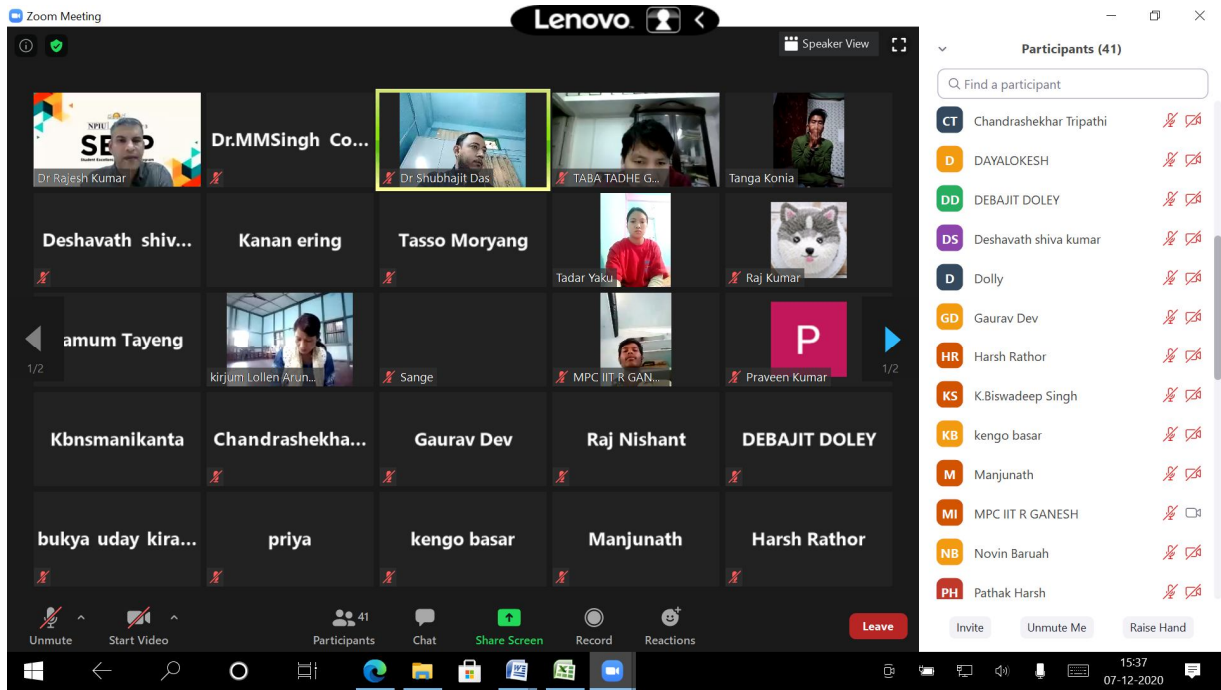 Zoom Meeting
Lenovo.
Speaker View
NPIU
Dr Rajesh Kumar
Dr.MMSingh Co...
Dr Shubhajit Das
TABA TADHE G...
Tanga Konia
Deshavath shiv...
Kanan ering
Tasso Moryang
Tadar Yaku
Raj Kumar
1/2
amum Tayeng
kirjum Lollen Arun...
Sange
MPC IIT R GAN...
P
Praveen Kumar
1/2
Kbnsmanikanta
Chandrashekha...
Gaurav Dev
Raj Nishant
DEBAJIT DOLEY
bukya uday kira...
priya
kengo basar
Manjunath
Harsh Rathor
Unmute
Start Video
41
Participants
Chat
Share Screen
Record
Reactions
Leave
Participants (41)
Find a participant
CT Chandrashekhar Tripathi
D DAYALOKESH
DD DEBAJIT DOLEY
DS Deshavath shiva kumar
D Dolly
GD Gaurav Dev
HR Harsh Rathor
KS K.Biswadeep Singh
KB kengo basar
M Manjunath
MI MPC IIT R GANESH
NB Novin Baruah
PH Pathak Harsh
Invite
Unmute Me
Raise Hand
15:37
07-12-2020